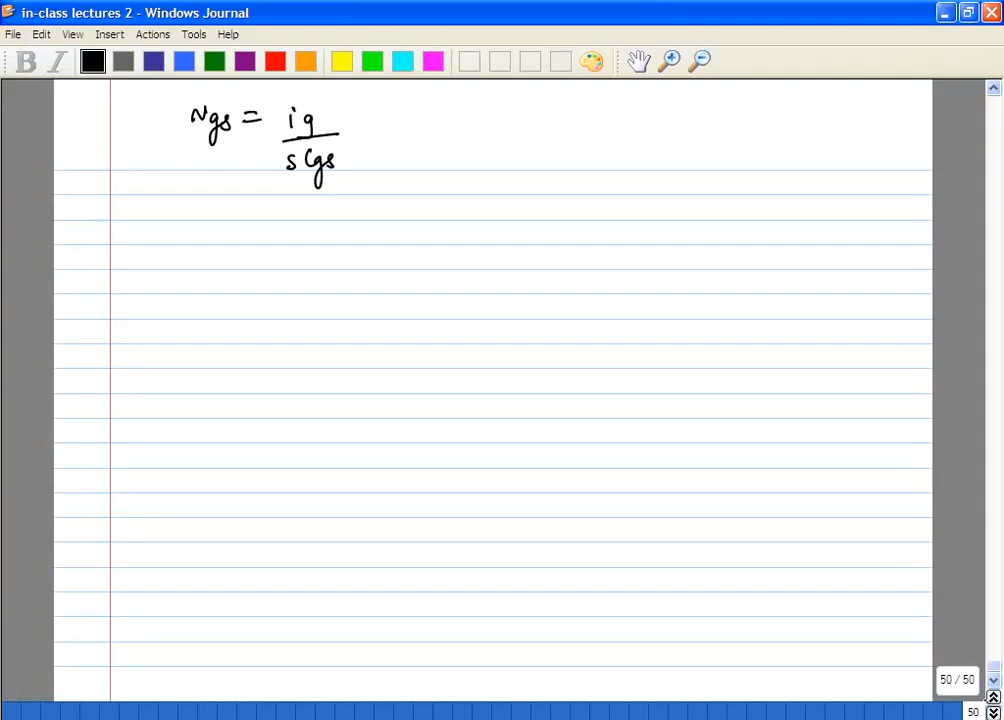 in-class lectures 2 - Windows Journal
File Edit View Insert Actions Tools Help
B I
vgs = ig / sCgs
50 / 50
50